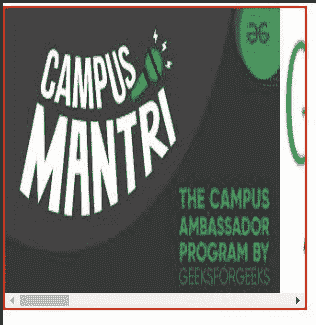 CAMPUS
MANTRI
THE CAMPUS
AMBASSADOR
PROGRAM BY
GEEKSFORGEEKS